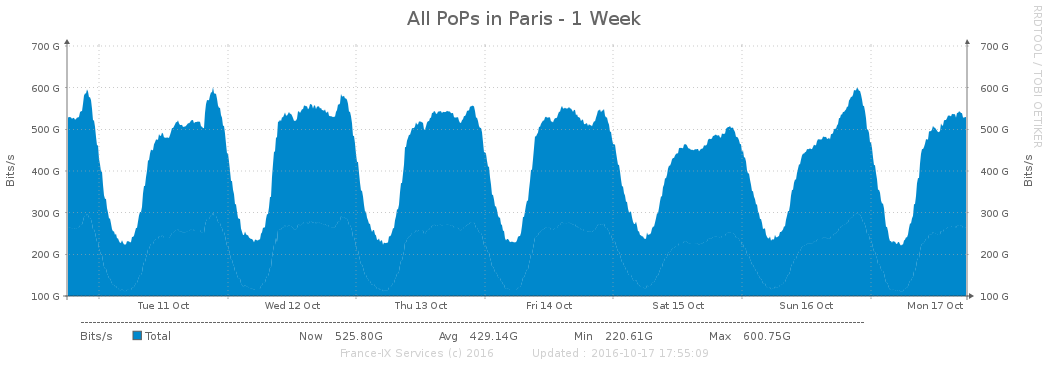 All PoPs in Paris - 1 Week
RRDTOOL / TOBI OETIKER
Bits/s
Bits/s
700 G 700 G
600 G 600 G
500 G 500 G
400 G 400 G
300 G 300 G
200 G 200 G
100 G 100 G
Tue 11 Oct Wed 12 Oct Thu 13 Oct Fri 14 Oct Sat 15 Oct Sun 16 Oct Mon 17 Oct
Bits/s Total Now 525.80G Avg 429.14G Min 220.61G Max 600.75G
France-IX Services (c) 2016 Updated : 2016-10-17 17:55:09